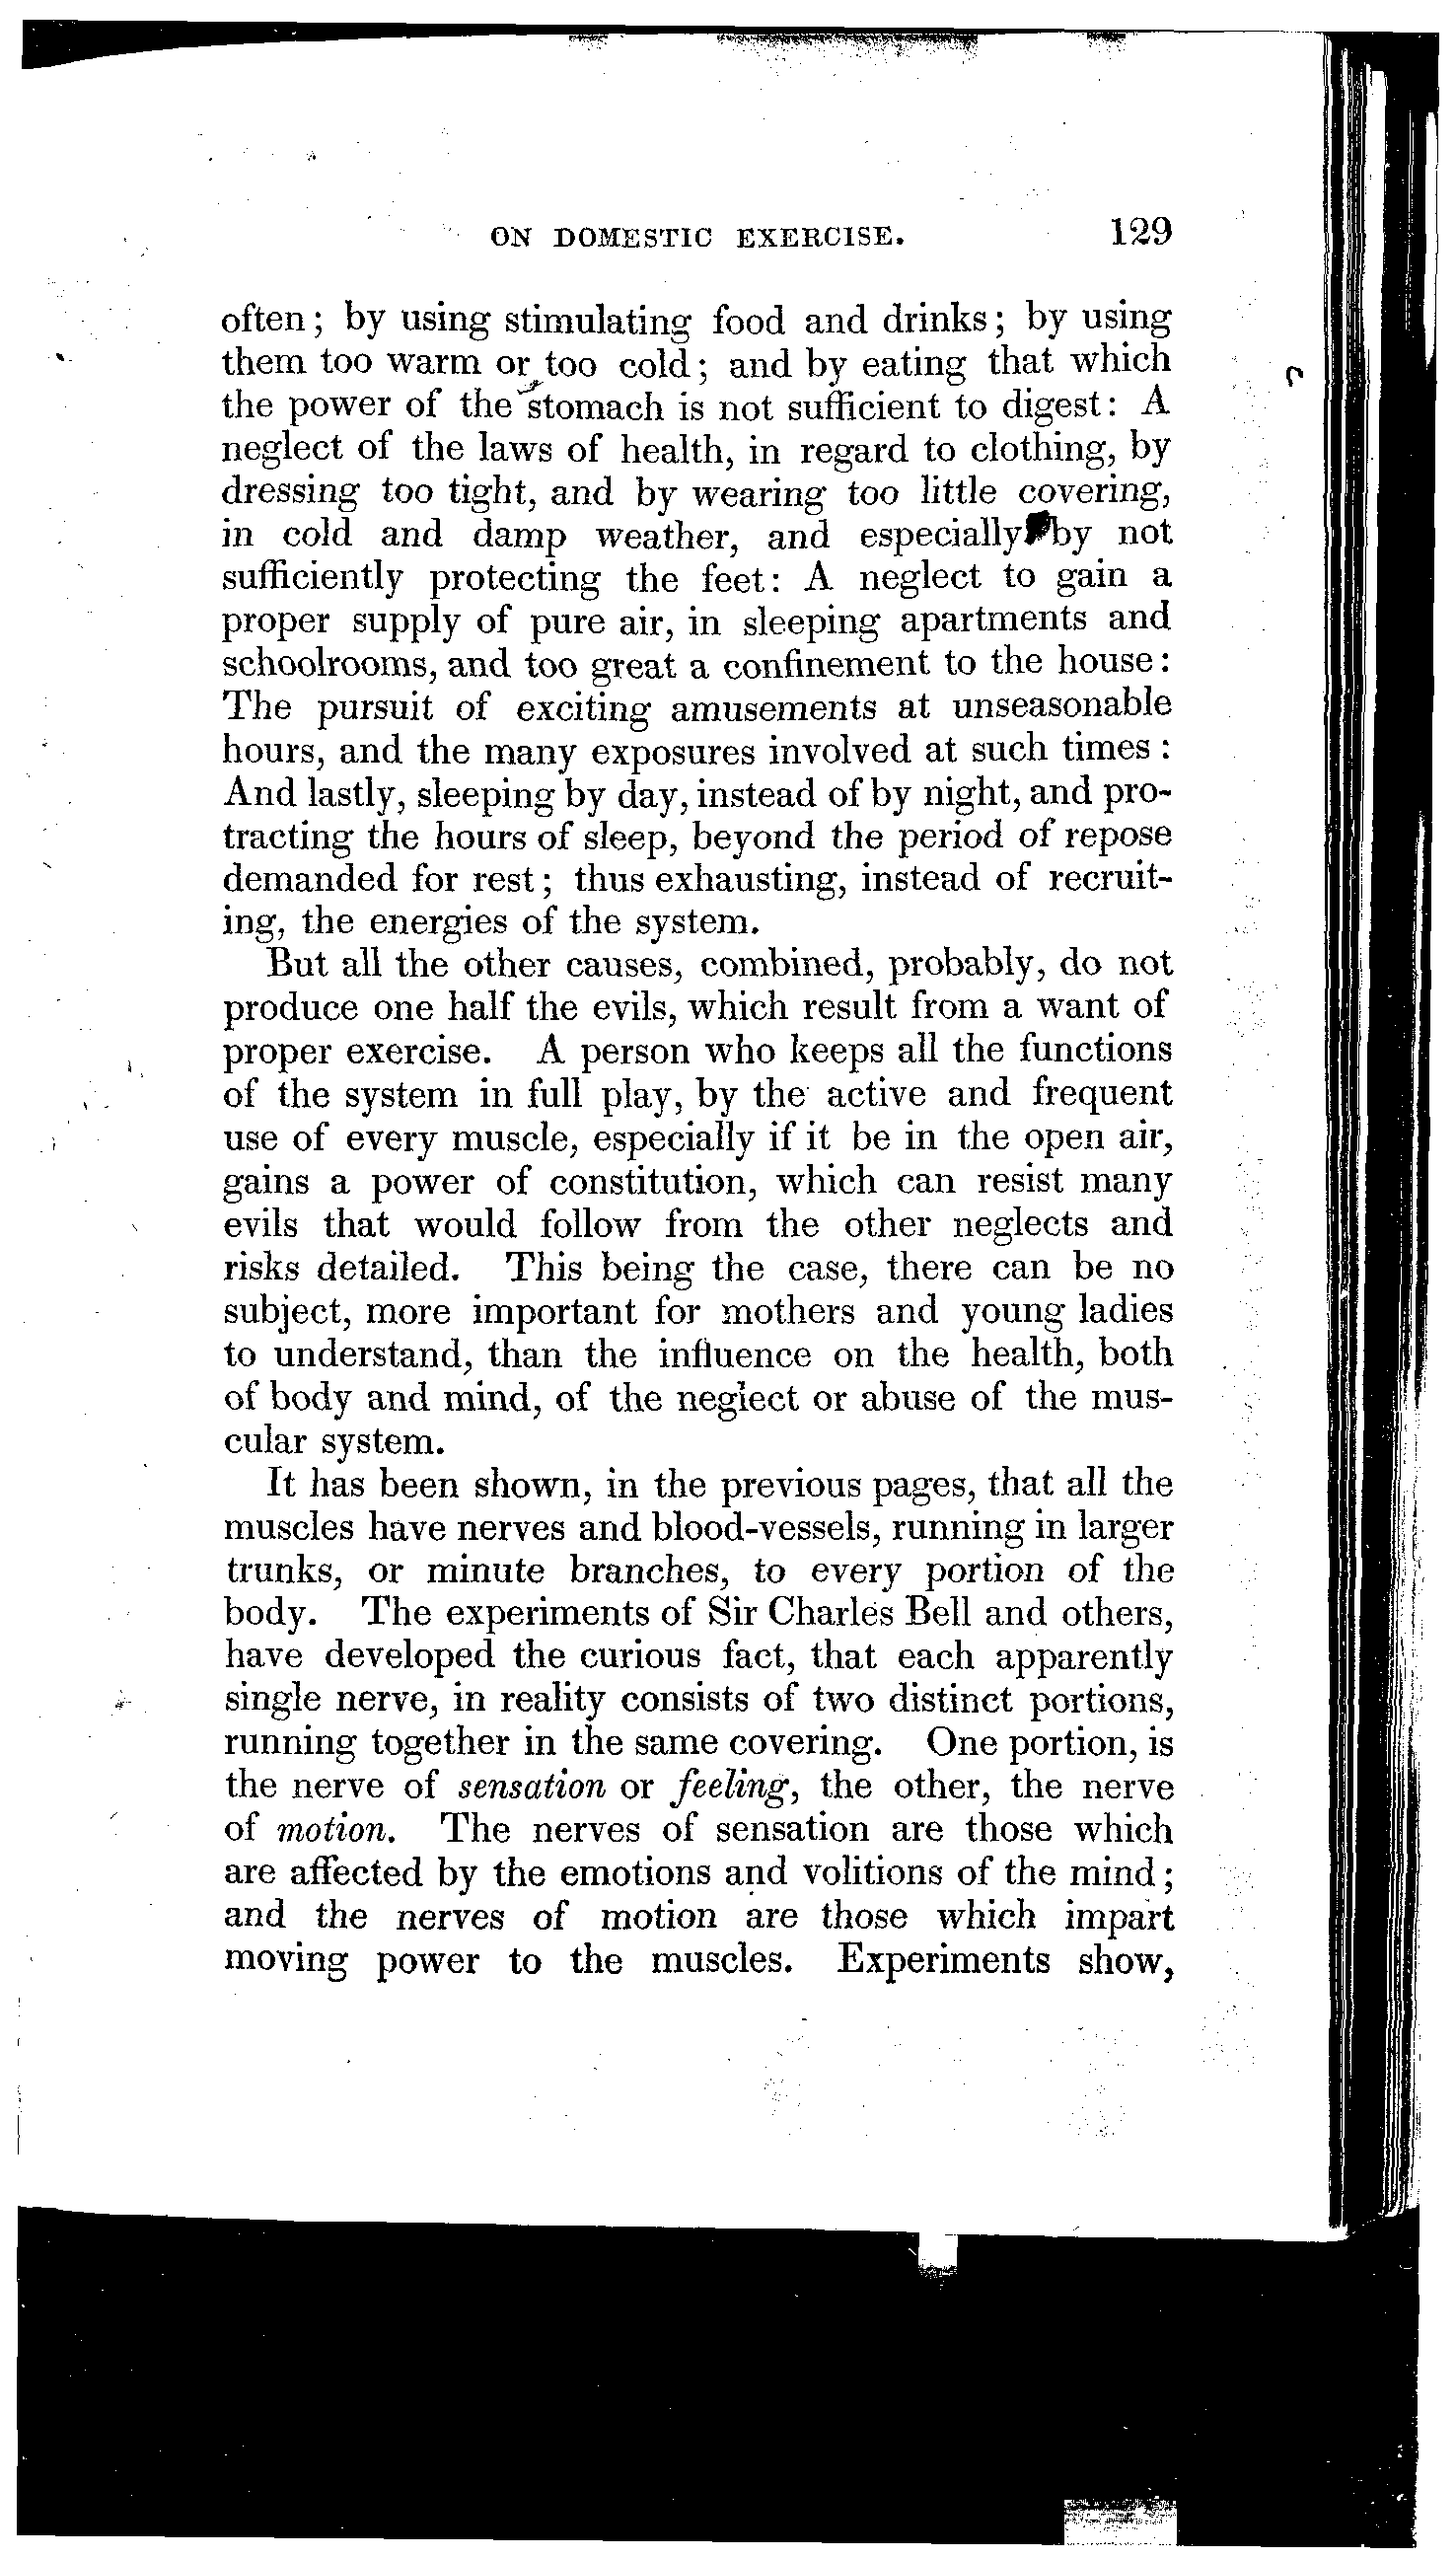 ON DOMESTIC EXERCISE. 129
often; by using stimulating food and drinks; by using
them too warm or too cold; and by eating that which
the power of the stomach is not sufficient to digest: A
neglect of the laws of health, in regard to clothing, by
dressing too tight, and by wearing too little covering,
in cold and damp weather, and especially by not
sufficiently protecting the feet: A neglect to gain a
proper supply of pure air, in sleeping apartments and
schoolrooms, and too great a confinement to the house:
The pursuit of exciting amusements at unseasonable
hours, and the many exposures involved at such times:
And lastly, sleeping by day, instead of by night, and pro-
tracting the hours of sleep, beyond the period of repose
demanded for rest; thus exhausting, instead of recruit-
ing, the energies of the system.
But all the other causes, combined, probably, do not
produce one half the evils, which result from a want of
proper exercise. A person who keeps all the functions
of the system in full play, by the active and frequent
use of every muscle, especially if it be in the open air,
gains a power of constitution, which can resist many
evils that would follow from the other neglects and
risks detailed. This being the case, there can be no
subject, more important for mothers and young ladies
to understand, than the influence on the health, both
of body and mind, of the neglect or abuse of the mus-
cular system.
It has been shown, in the previous pages, that all the
muscles have nerves and blood-vessels, running in larger
trunks, or minute branches, to every portion of the
body. The experiments of Sir Charles Bell and others,
have developed the curious fact, that each apparently
single nerve, in reality consists of two distinct portions,
running together in the same covering. One portion, is
the nerve of sensation or feeling, the other, the nerve
of motion. The nerves of sensation are those which
are affected by the emotions and volitions of the mind;
and the nerves of motion are those which impart
moving power to the muscles. Experiments show,